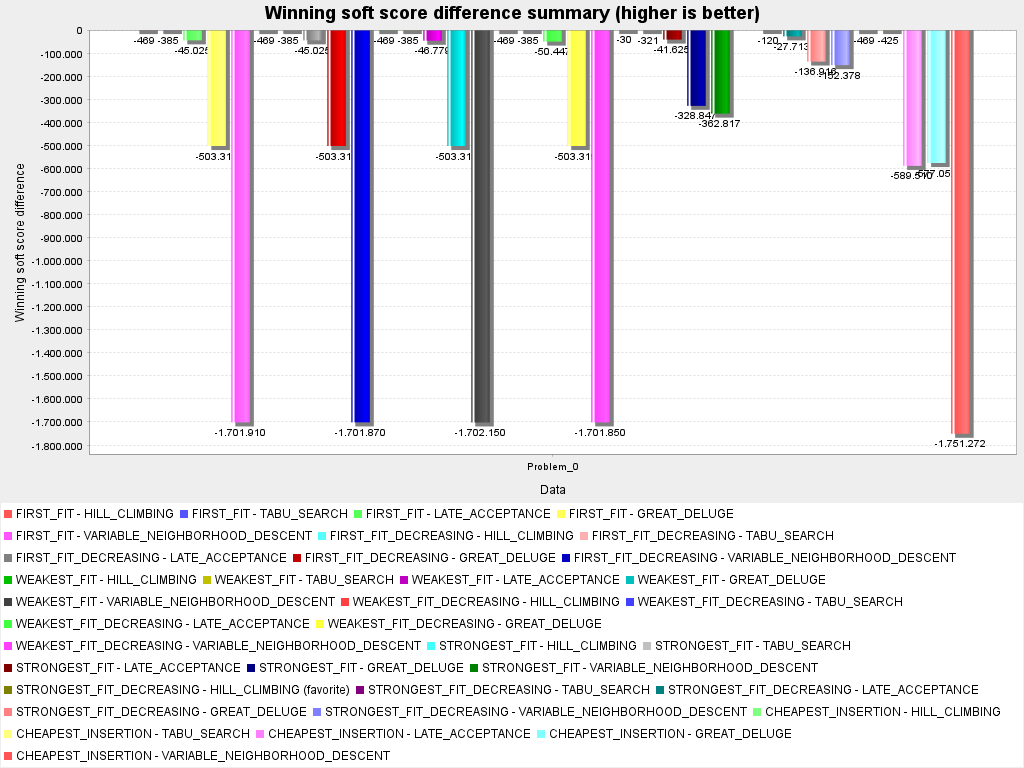 Winning soft score difference summary (higher is better)
Winning soft score difference
0
-100.000
-200.000
-300.000
-400.000
-500.000
-600.000
-700.000
-800.000
-900.000
-1.000.000
-1.100.000
-1.200.000
-1.300.000
-1.400.000
-1.500.000
-1.600.000
-1.700.000
-1.800.000
-469 -385 -45.025 -503.31 -1.701.910
-469 -385 -45.025 -503.31 -1.701.870
-469 -385 -46.779 -503.31 -1.702.150
-469 -385 -50.447 -503.31 -1.701.850
-30 -321 -41.625 -328.847 -362.817
-120 -27.713 -136.916 -152.378
-469 -425 -589.510 -577.05 -1.751.272
Problem_0
Data
FIRST_FIT - HILL_CLIMBING FIRST_FIT - TABU_SEARCH FIRST_FIT - LATE_ACCEPTANCE FIRST_FIT - GREAT_DELUGE
FIRST_FIT - VARIABLE_NEIGHBORHOOD_DESCENT FIRST_FIT_DECREASING - HILL_CLIMBING FIRST_FIT_DECREASING - TABU_SEARCH
FIRST_FIT_DECREASING - LATE_ACCEPTANCE FIRST_FIT_DECREASING - GREAT_DELUGE FIRST_FIT_DECREASING - VARIABLE_NEIGHBORHOOD_DESCENT
WEAKEST_FIT - HILL_CLIMBING WEAKEST_FIT - TABU_SEARCH WEAKEST_FIT - LATE_ACCEPTANCE WEAKEST_FIT - GREAT_DELUGE
WEAKEST_FIT - VARIABLE_NEIGHBORHOOD_DESCENT WEAKEST_FIT_DECREASING - HILL_CLIMBING WEAKEST_FIT_DECREASING - TABU_SEARCH
WEAKEST_FIT_DECREASING - LATE_ACCEPTANCE WEAKEST_FIT_DECREASING - GREAT_DELUGE
WEAKEST_FIT_DECREASING - VARIABLE_NEIGHBORHOOD_DESCENT STRONGEST_FIT - HILL_CLIMBING STRONGEST_FIT - TABU_SEARCH
STRONGEST_FIT - LATE_ACCEPTANCE STRONGEST_FIT - GREAT_DELUGE STRONGEST_FIT - VARIABLE_NEIGHBORHOOD_DESCENT
STRONGEST_FIT_DECREASING - HILL_CLIMBING (favorite) STRONGEST_FIT_DECREASING - TABU_SEARCH STRONGEST_FIT_DECREASING - LATE_ACCEPTANCE
STRONGEST_FIT_DECREASING - GREAT_DELUGE STRONGEST_FIT_DECREASING - VARIABLE_NEIGHBORHOOD_DESCENT CHEAPEST_INSERTION - HILL_CLIMBING
CHEAPEST_INSERTION - TABU_SEARCH CHEAPEST_INSERTION - LATE_ACCEPTANCE CHEAPEST_INSERTION - GREAT_DELUGE
CHEAPEST_INSERTION - VARIABLE_NEIGHBORHOOD_DESCENT